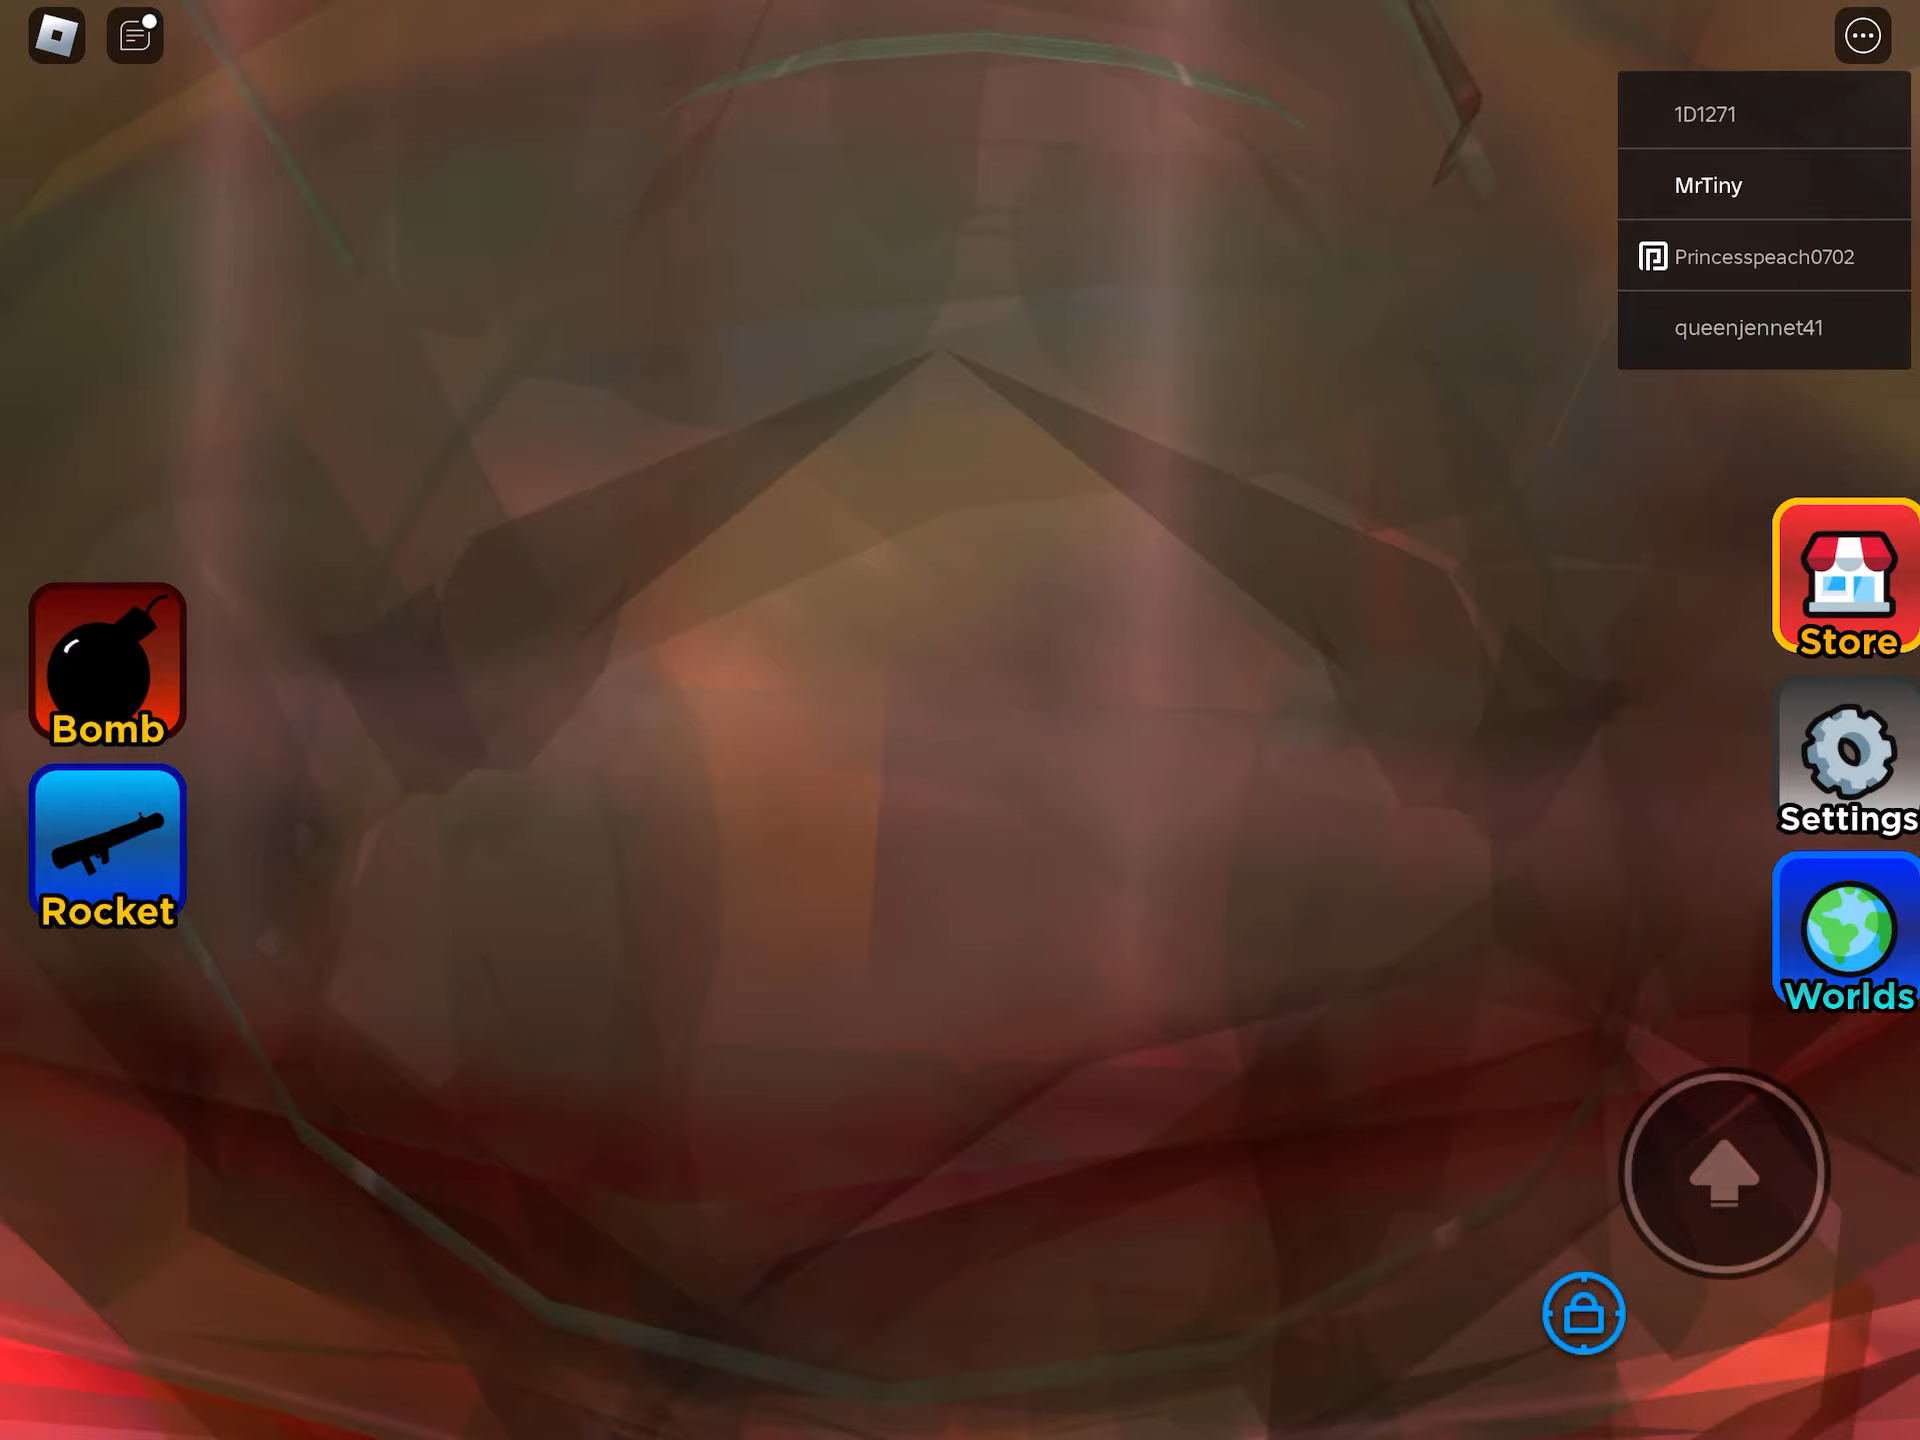 1D1271
MrTiny
Princesspeach0702
queenjennet41
Store
Bomb
Settings
Rocket
Worlds